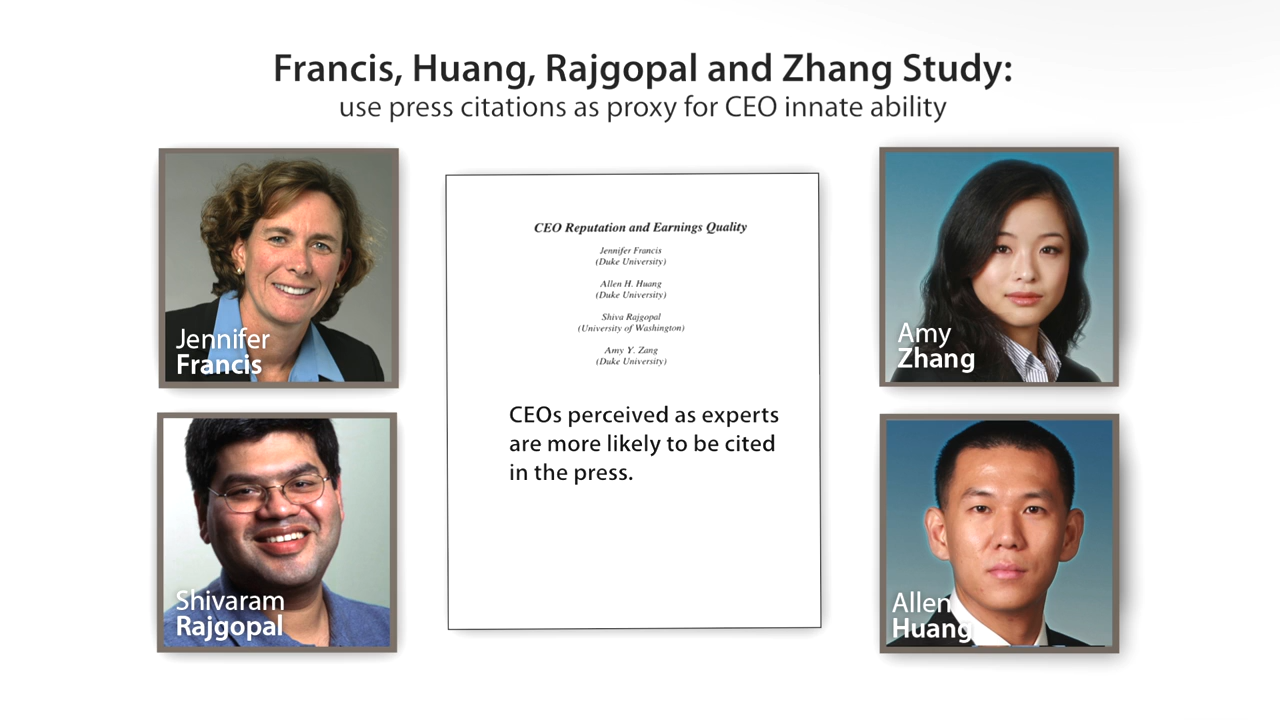 Francis, Huang, Rajgopal and Zhang Study:
use press citations as proxy for CEO innate ability
Jennifer
Francis
Shivaram
Rajgopal
CEO Reputation and Earnings Quality
Jennifer Francis
(Duke University)
Allen H. Huang
(Duke University)
Shiva Rajgopal
(University of Washington)
Amy Y. Zang
(Duke University)
CEOs perceived as experts
are more likely to be cited
in the press.
Amy
Zhang
Allen
Huang